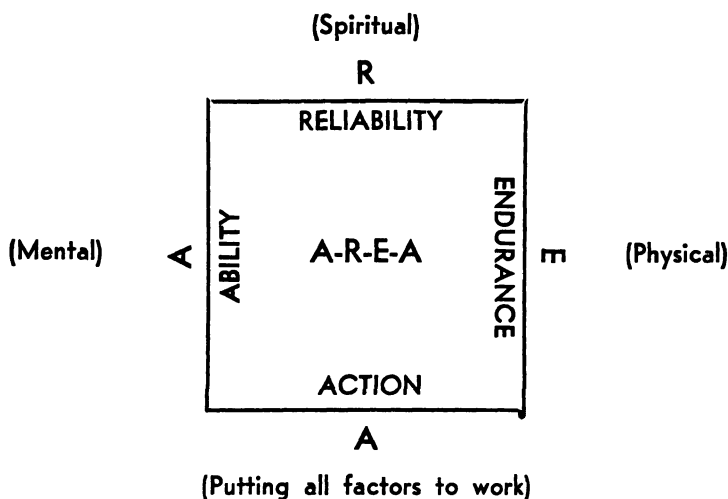 (Spiritual)
R
RELIABILITY
(Mental)
A
ABILITY
A-R-E-A
ENDURANCE
E
(Physical)
ACTION
A
(Putting all factors to work)